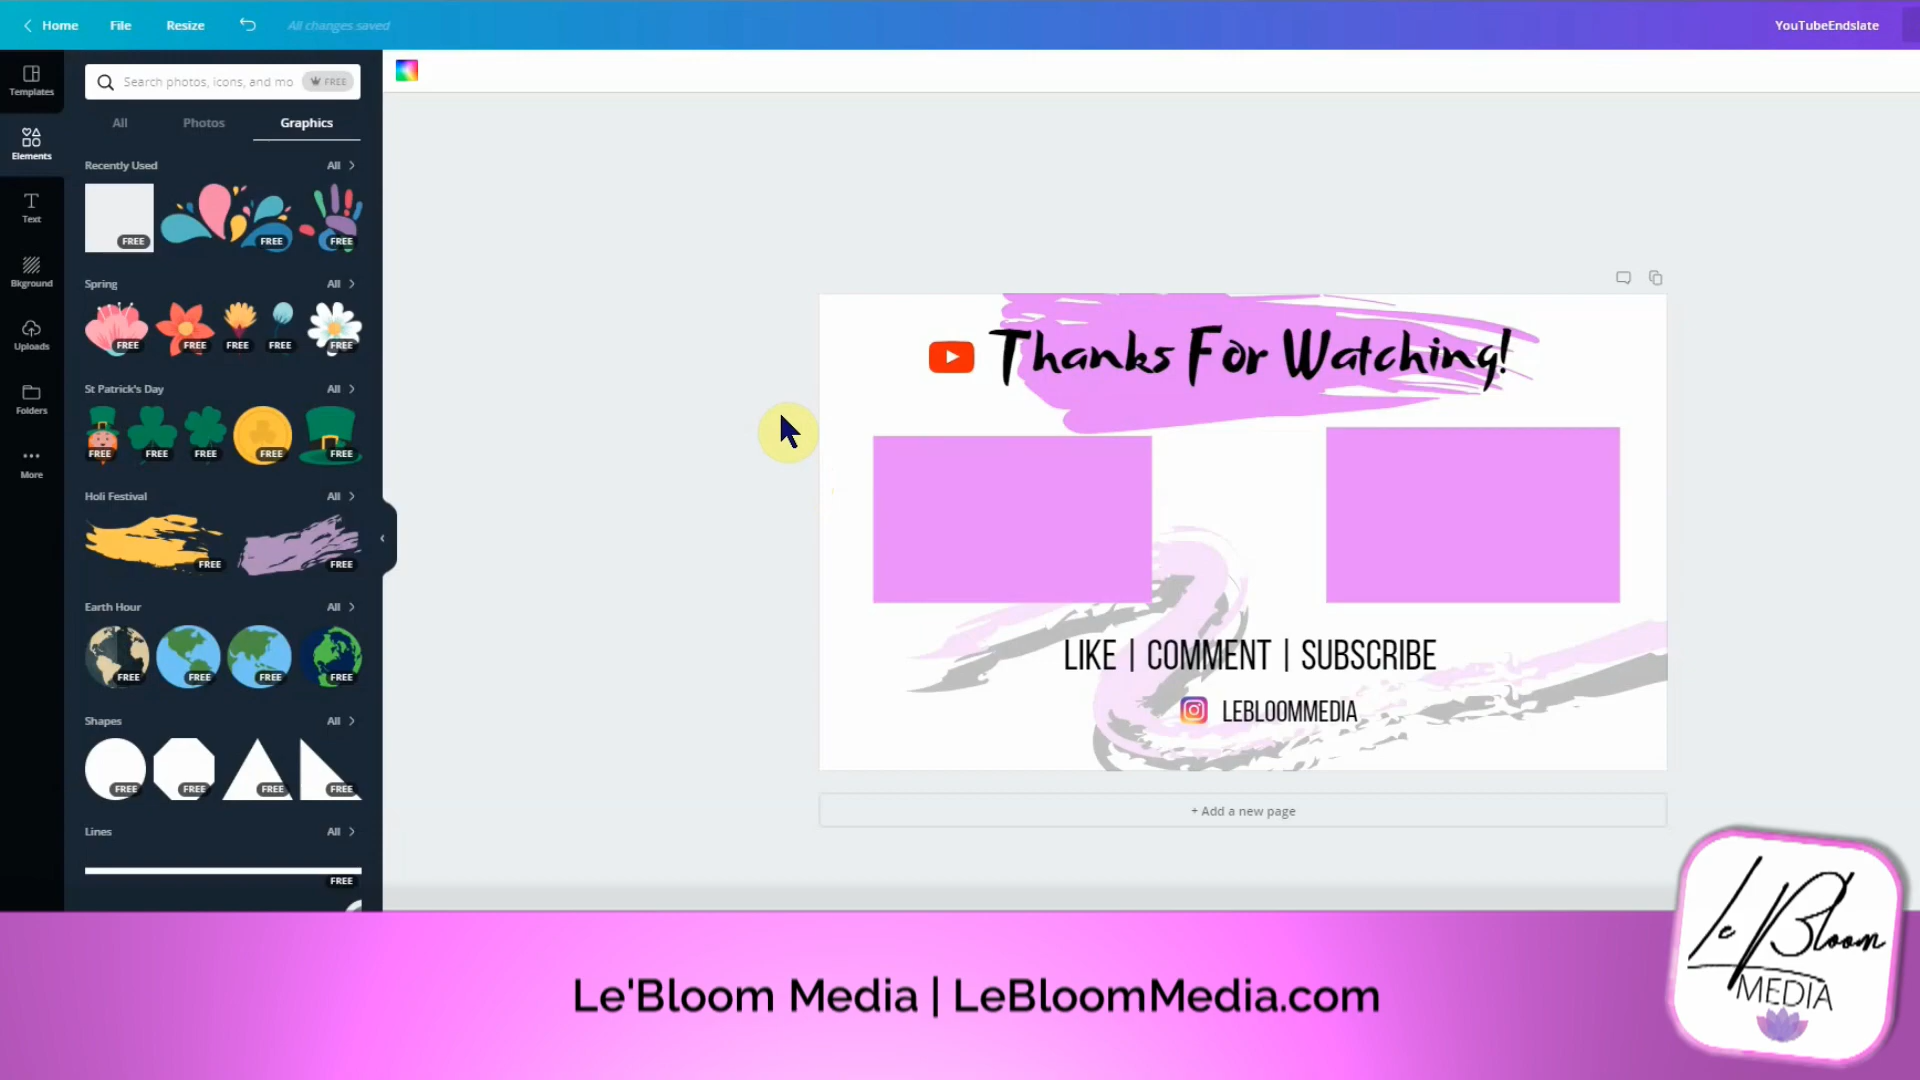 Home File Resize All changes saved YouTubeEndslate
Templates
Elements
Text
Bkground
Uploads
Folders
More
Search photos, icons, and mo FREE
All Photos Graphics
Recently Used All
FREE FREE FREE
Spring All
FREE FREE FREE FREE FREE
St Patrick's Day All
FREE FREE FREE FREE FREE
Holi Festival All
FREE FREE
Earth Hour All
FREE FREE FREE FREE
Shapes All
FREE FREE FREE FREE
Lines All
FREE
Thanks For Watching!
LIKE | COMMENT | SUBSCRIBE
LEBLOOMMEDIA
+ Add a new page
Le'Bloom Media | LeBloomMedia.com
Le'Bloom
MEDIA